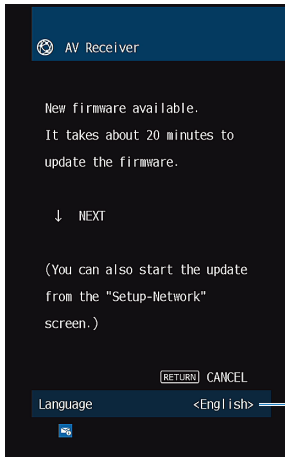 AV Receiver
New firmware available.
It takes about 20 minutes to
update the firmware.
↓ NEXT
(You can also start the update
from the "Setup-Network"
screen.)
RETURN CANCEL
Language <English>